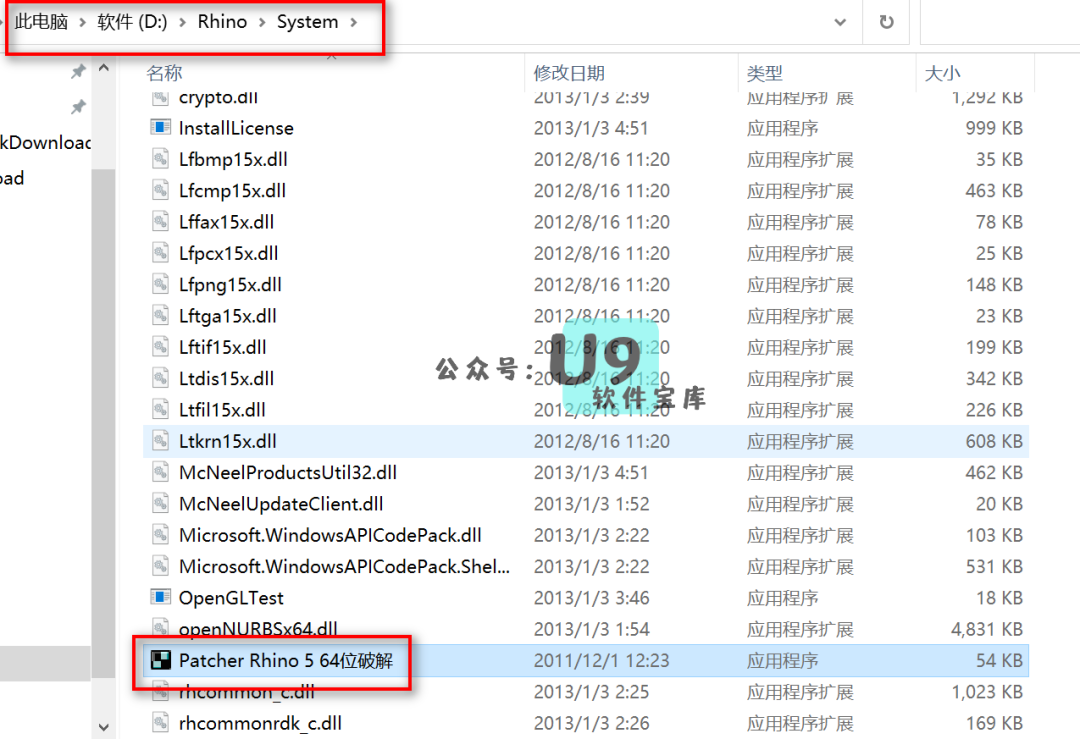 此电脑 > 软件 (D:) > Rhino > System >
名称 修改日期 类型 大小
crypto.dll 2013/1/3 2:39 应用程序扩展 1,292 KB
InstallLicense 2013/1/3 4:51 应用程序 999 KB
kDownload
Lfbmp15x.dll 2012/8/16 11:20 应用程序扩展 35 KB
oad
Lfcmp15x.dll 2012/8/16 11:20 应用程序扩展 463 KB
Lffax15x.dll 2012/8/16 11:20 应用程序扩展 78 KB
Lfpcx15x.dll 2012/8/16 11:20 应用程序扩展 25 KB
Lfpng15x.dll 2012/8/16 11:20 应用程序扩展 148 KB
Lftga15x.dll 2012/8/16 11:20 应用程序扩展 23 KB
Lftif15x.dll 2012/8/16 11:20 应用程序扩展 199 KB
公众号: U9
软件宝库
Ltdis15x.dll 2012/8/16 11:20 应用程序扩展 342 KB
Ltfil15x.dll 2012/8/16 11:20 应用程序扩展 226 KB
Ltkrn15x.dll 2012/8/16 11:20 应用程序扩展 608 KB
McNeelProductsUtil32.dll 2013/1/3 4:51 应用程序扩展 462 KB
McNeelUpdateClient.dll 2013/1/3 1:52 应用程序扩展 20 KB
Microsoft.WindowsAPICodePack.dll 2013/1/3 2:22 应用程序扩展 103 KB
Microsoft.WindowsAPICodePack.Shel... 2013/1/3 2:22 应用程序扩展 531 KB
OpenGLTest 2013/1/3 3:46 应用程序 18 KB
openNURBSx64.dll 2013/1/3 1:54 应用程序扩展 4,831 KB
Patcher Rhino 5 64位破解 2011/12/1 12:23 应用程序 54 KB
rhcommon_c.dll 2013/1/3 2:25 应用程序扩展 1,023 KB
rhcommonrdk_c.dll 2013/1/3 2:26 应用程序扩展 169 KB